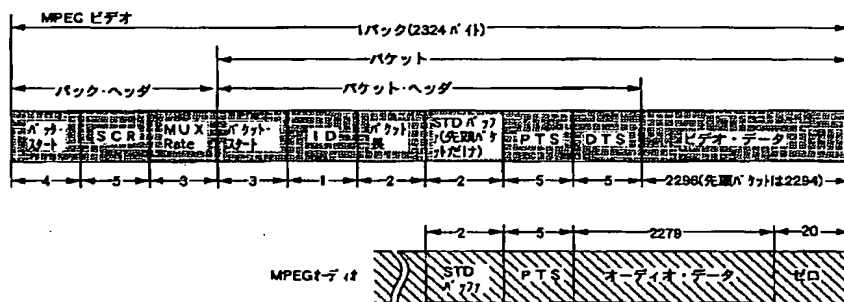 MPEG ビデオ
1パック(2324バイト)
パケット
パック・ヘッダ
パケット・ヘッダ
パック・スタート
SCR
MUX Rate
パケット・スタート
ID
パケット長
STDバッファ(先頭パケットだけ)
PTS
DTS
ビデオ・データ
4
5
3
3
1
2
2
5
5
2296(先頭パケットは2294)
2
5
2279
20
MPEGオーディオ
STDバッファ
PTS
オーディオ・データ
ゼロ